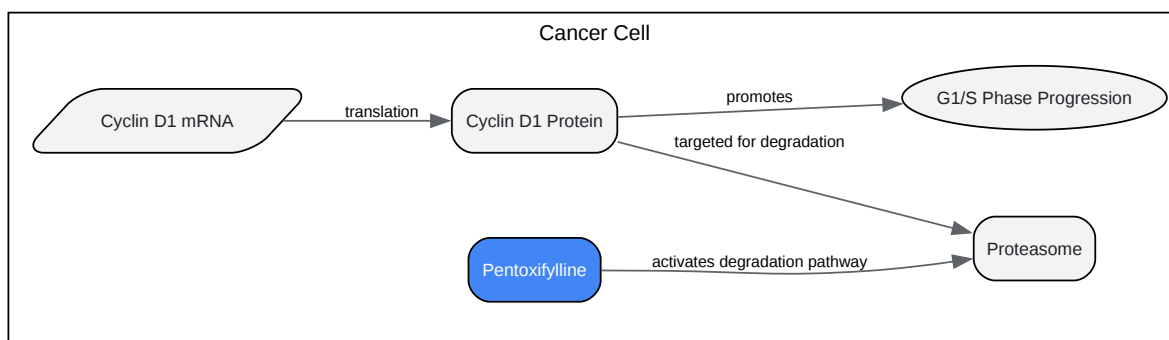 Cancer Cell
Cyclin D1 mRNA
translation
Cyclin D1 Protein
promotes
G1/S Phase Progression
targeted for degradation
Pentoxifylline
activates degradation pathway
Proteasome